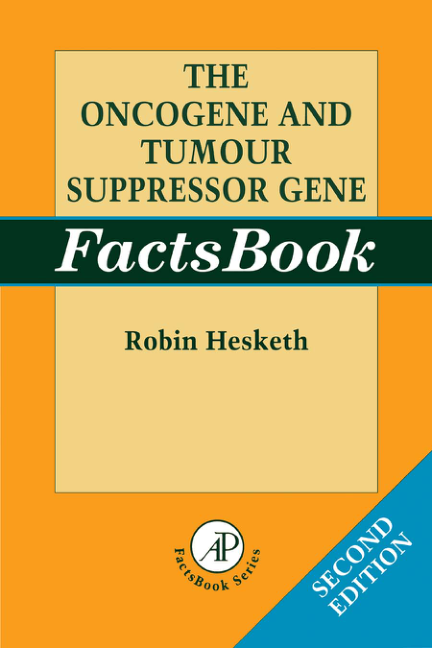 THE
ONCOGENE AND
TUMOUR
SUPPRESSOR GENE
FactsBook
Robin Hesketh
SECOND
EDITION
AP
FactsBook Series